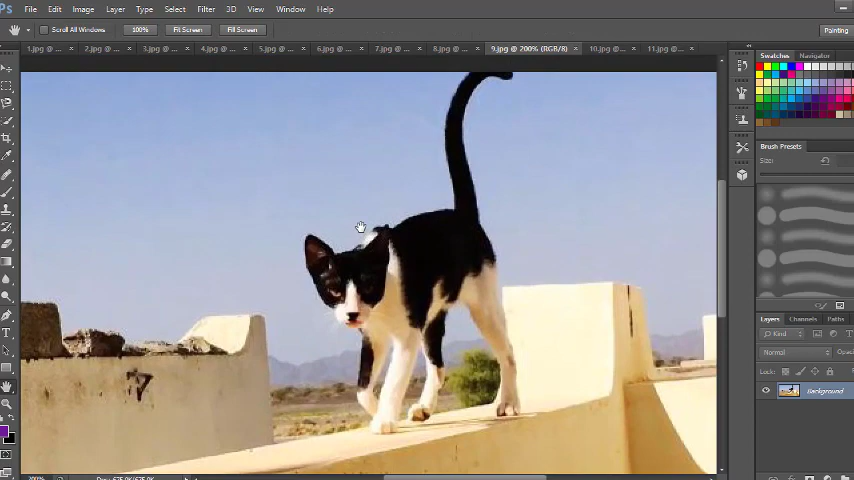 Ps File Edit Image Layer Type Select Filter 3D View Window Help
Scroll All Windows 100% Fit Screen Fill Screen Painting
1.jpg @ ... × 2.jpg @ ... × 3.jpg @ ... × 4.jpg @ ... × 5.jpg @ ... × 6.jpg @ ... × 7.jpg @ ... × 8.jpg @ ... × 9.jpg @ 200% (RGB/8) × 10.jpg @ ... × 11.jpg @ ... ×
Swatches Navigator
Brush Presets
Size:
Layers Channels Paths
Kind
Normal Opac
Lock:
Background